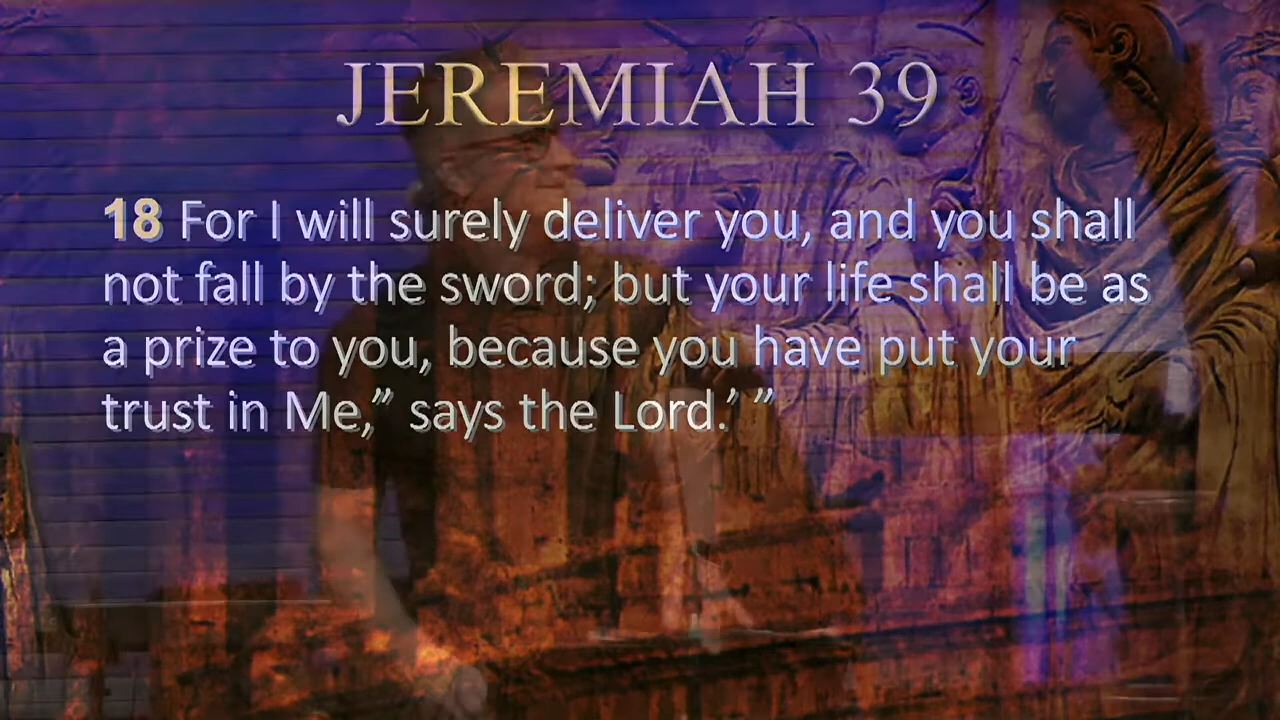 JEREMIAH 39
18 For I will surely deliver you, and you shall
not fall by the sword; but your life shall be as
a prize to you, because you have put your
trust in Me,” says the Lord.’ ”